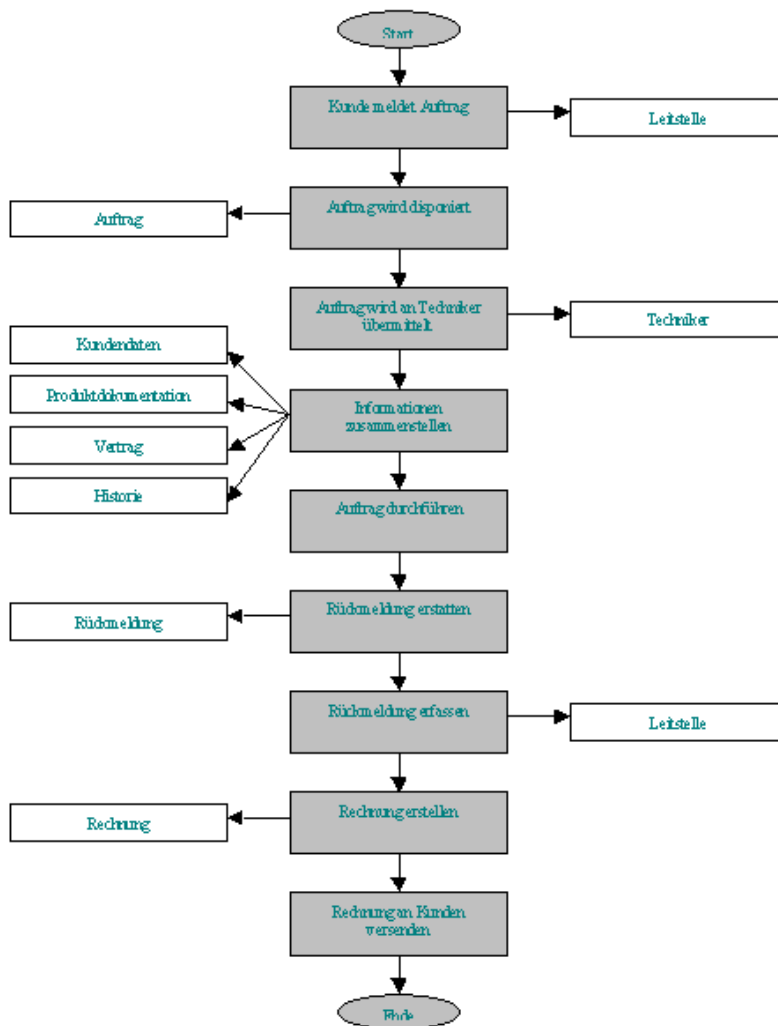 Start
Kunde meldet Auftrag
Leitstelle
Auftrag wird disponiert
Auftrag
Auftrag wird an Techniker
übermittelt
Techniker
Kundendaten
Produktdokumentation
Informationen
zusammenstellen
Vertrag
Historie
Auftrag durchführen
Rückmeldung erstatten
Rückmeldung
Rückmeldung erfassen
Leitstelle
Rechnung erstellen
Rechnung
Rechnung an Kunden
versenden
Ende